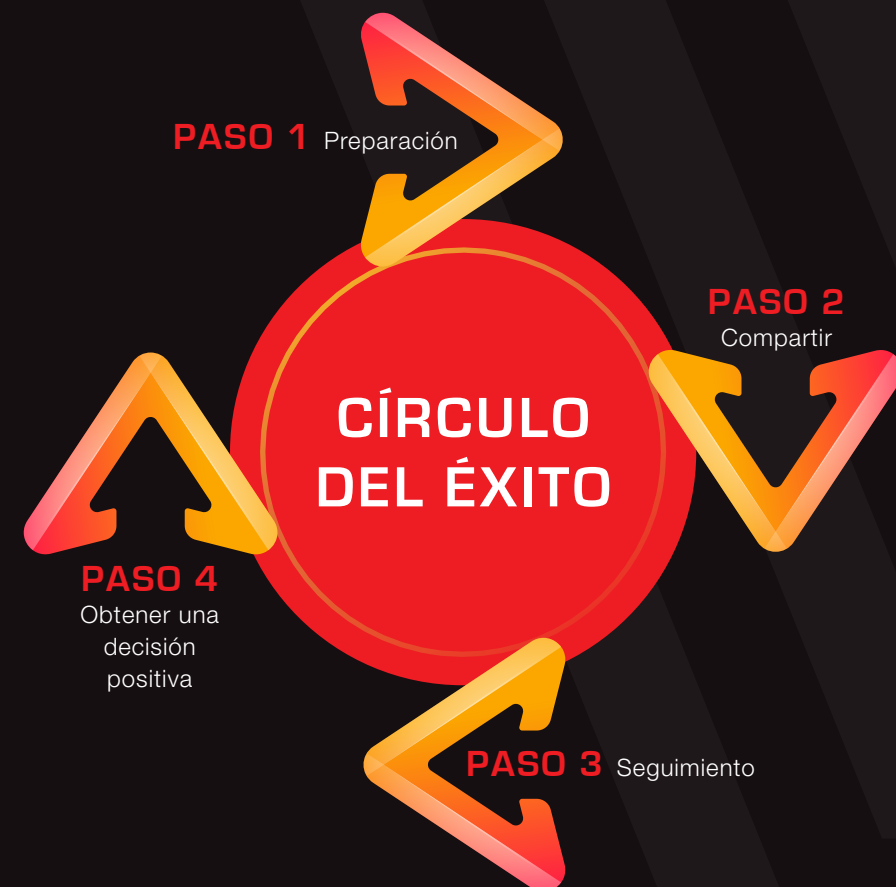 PASO 1 Preparación
PASO 2
Compartir
CÍRCULO
DEL ÉXITO
PASO 3 Seguimiento
PASO 4
Obtener una
decisión
positiva